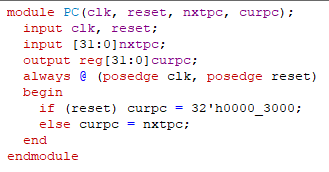 module PC(clk, reset, nxtpc, curpc);
  input clk, reset;
  input [31:0]nxtpc;
  output reg[31:0]curpc;
  always @ (posedge clk, posedge reset)
  begin
    if (reset) curpc = 32'h0000_3000;
    else curpc = nxtpc;
  end
endmodule